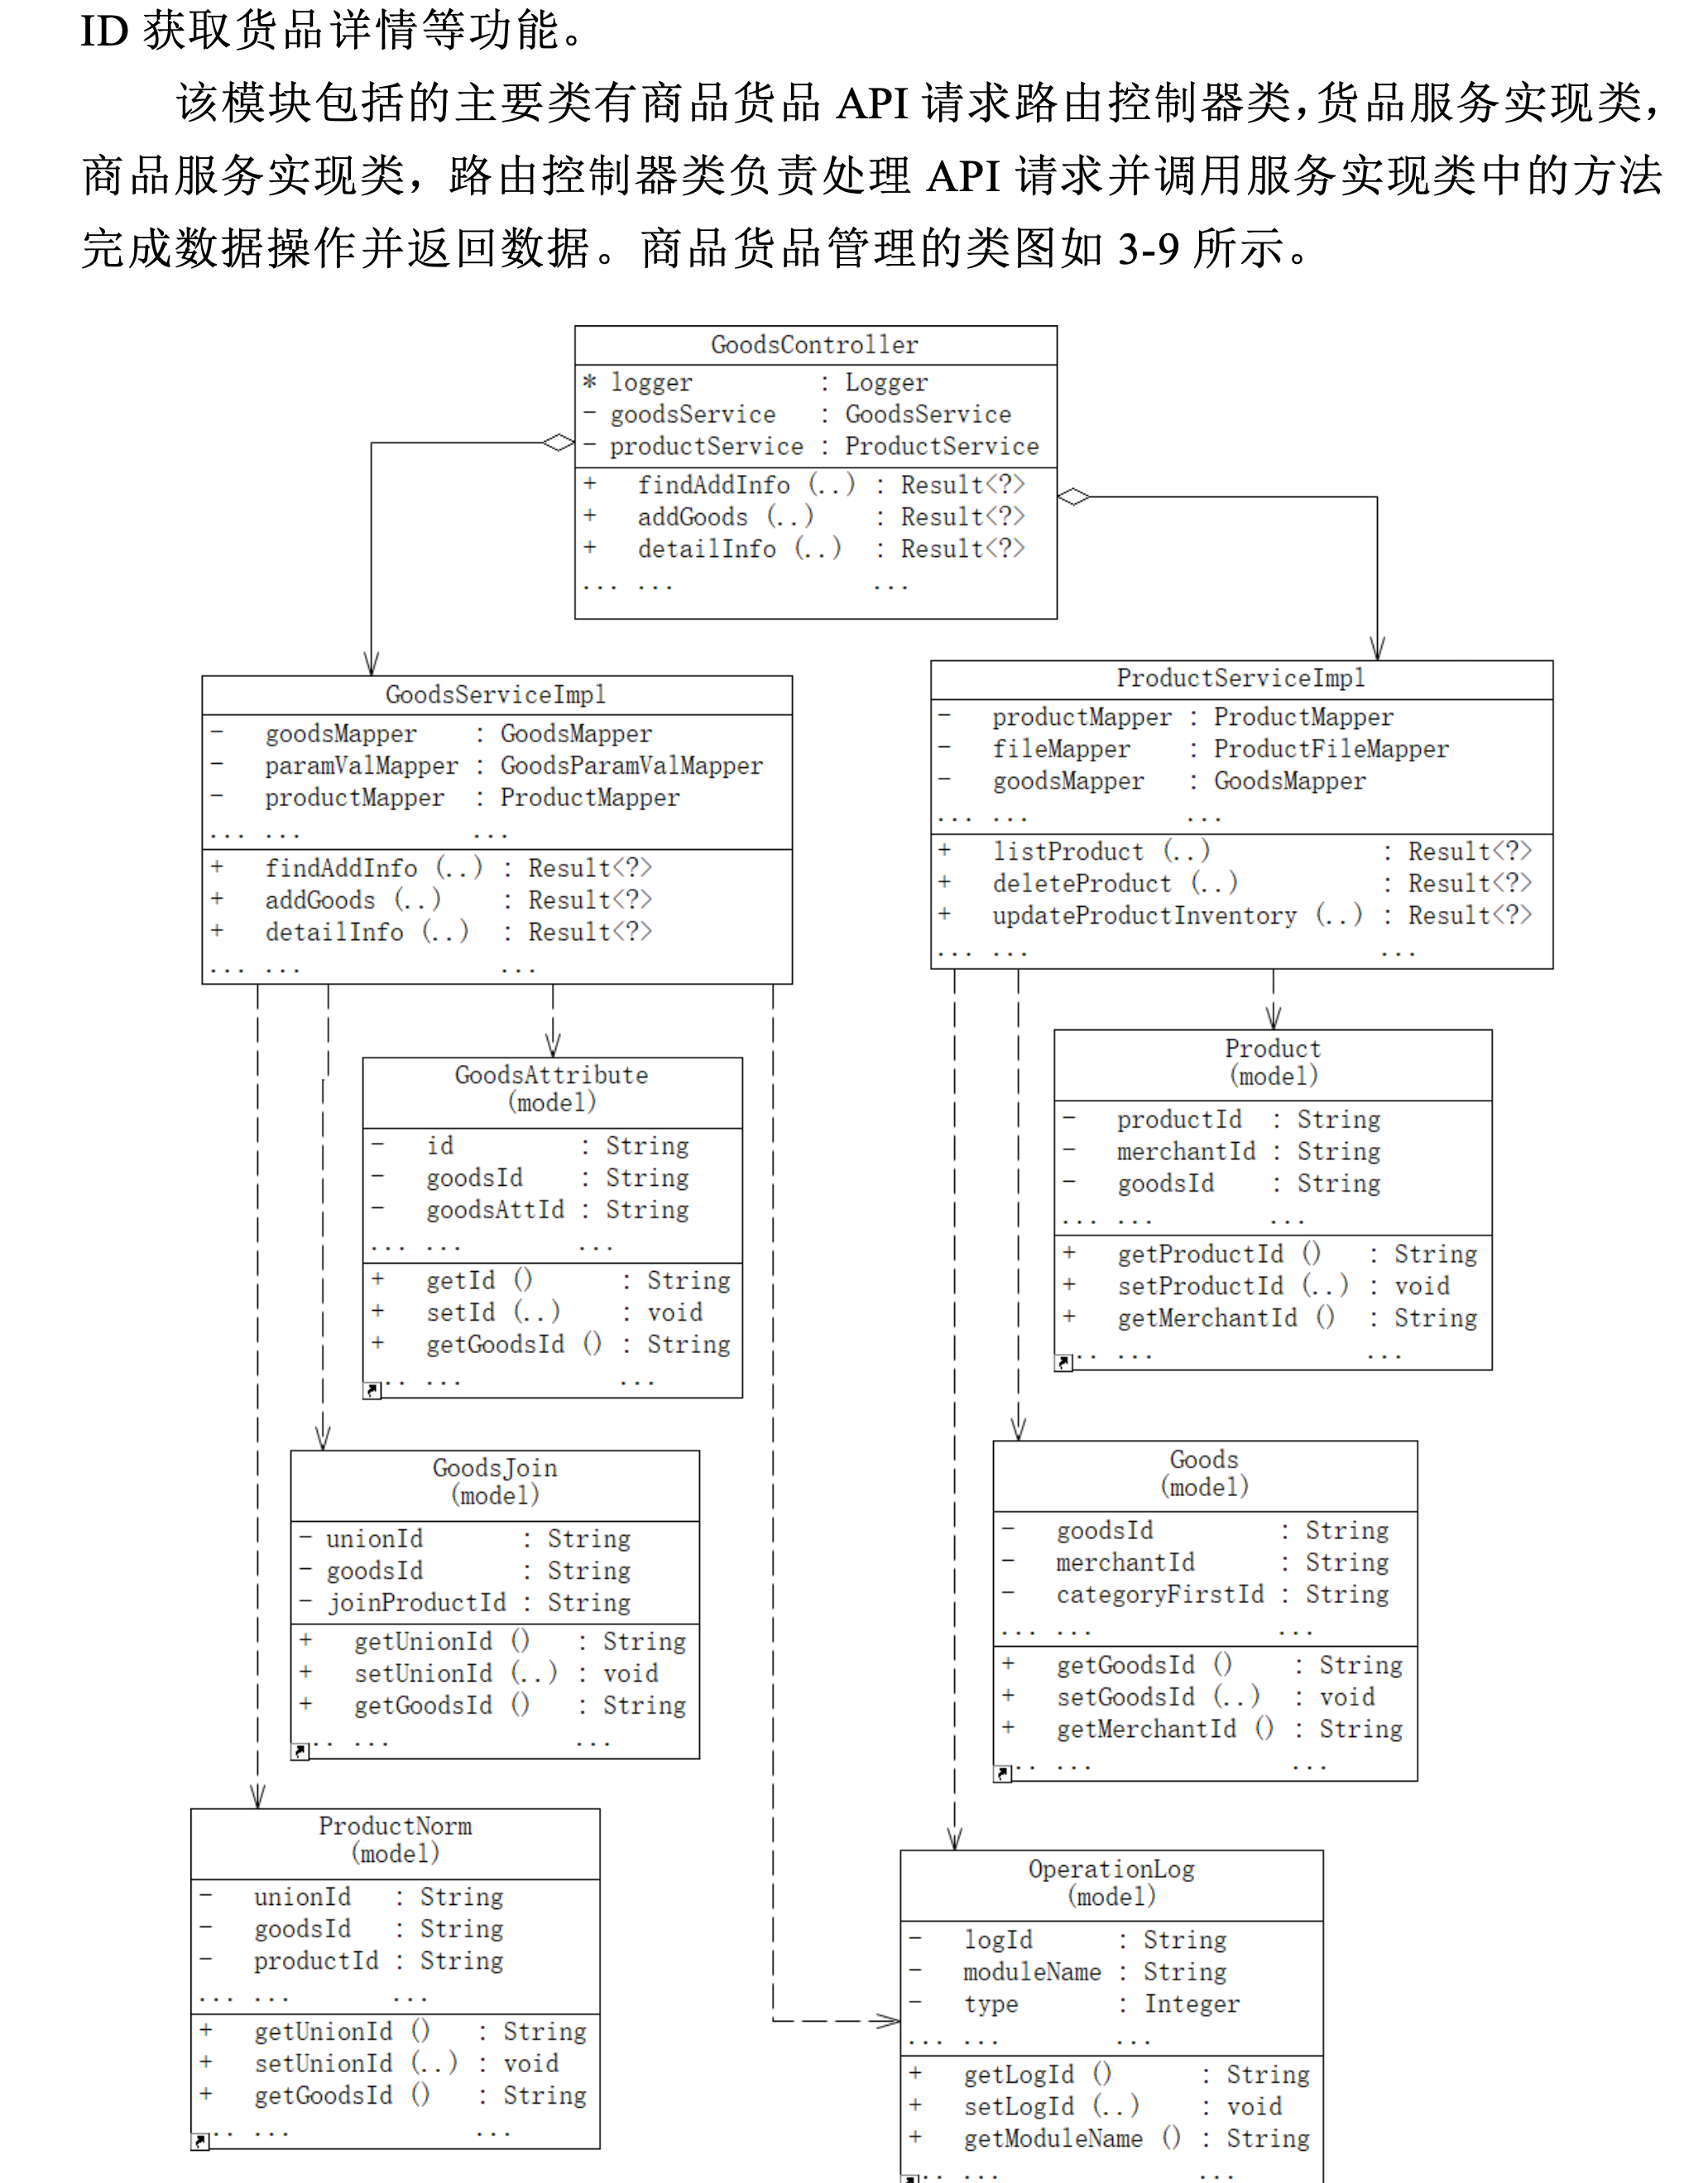 ID 获取货品详情等功能。
该模块包括的主要类有商品货品 API 请求路由控制器类，货品服务实现类，
商品服务实现类，路由控制器类负责处理 API 请求并调用服务实现类中的方法
完成数据操作并返回数据。商品货品管理的类图如 3-9 所示。
GoodsController
* logger : Logger
- goodsService : GoodsService
- productService : ProductService
+ findAddInfo (..) : Result<?>
+ addGoods (..) : Result<?>
+ detailInfo (..) : Result<?>
... ... ...
GoodsServiceImpl
- goodsMapper : GoodsMapper
- paramValMapper : GoodsParamValMapper
- productMapper : ProductMapper
... ... ...
+ findAddInfo (..) : Result<?>
+ addGoods (..) : Result<?>
+ detailInfo (..) : Result<?>
... ... ...
ProductServiceImpl
- productMapper : ProductMapper
- fileMapper : ProductFileMapper
- goodsMapper : GoodsMapper
... ... ...
+ listProduct (..) : Result<?>
+ deleteProduct (..) : Result<?>
+ updateProductInventory (..) : Result<?>
... ... ...
GoodsAttribute
(model)
- id : String
- goodsId : String
- goodsAttId : String
... ... ...
+ getId () : String
+ setId (..) : void
+ getGoodsId () : String
.. ... ...
Product
(model)
- productId : String
- merchantId : String
- goodsId : String
... ... ...
+ getProductId () : String
+ setProductId (..) : void
+ getMerchantId () : String
.. ... ...
GoodsJoin
(model)
- unionId : String
- goodsId : String
- joinProductId : String
+ getUnionId () : String
+ setUnionId (..) : void
+ getGoodsId () : String
.. ... ...
Goods
(model)
- goodsId : String
- merchantId : String
- categoryFirstId : String
... ... ...
+ getGoodsId () : String
+ setGoodsId (..) : void
+ getMerchantId () : String
.. ... ...
ProductNorm
(model)
- unionId : String
- goodsId : String
- productId : String
... ... ...
+ getUnionId () : String
+ setUnionId (..) : void
+ getGoodsId () : String
.. ... ...
OperationLog
(model)
- logId : String
- moduleName : String
- type : Integer
... ... ...
+ getLogId () : String
+ setLogId (..) : void
+ getModuleName () : String
.. ... ...